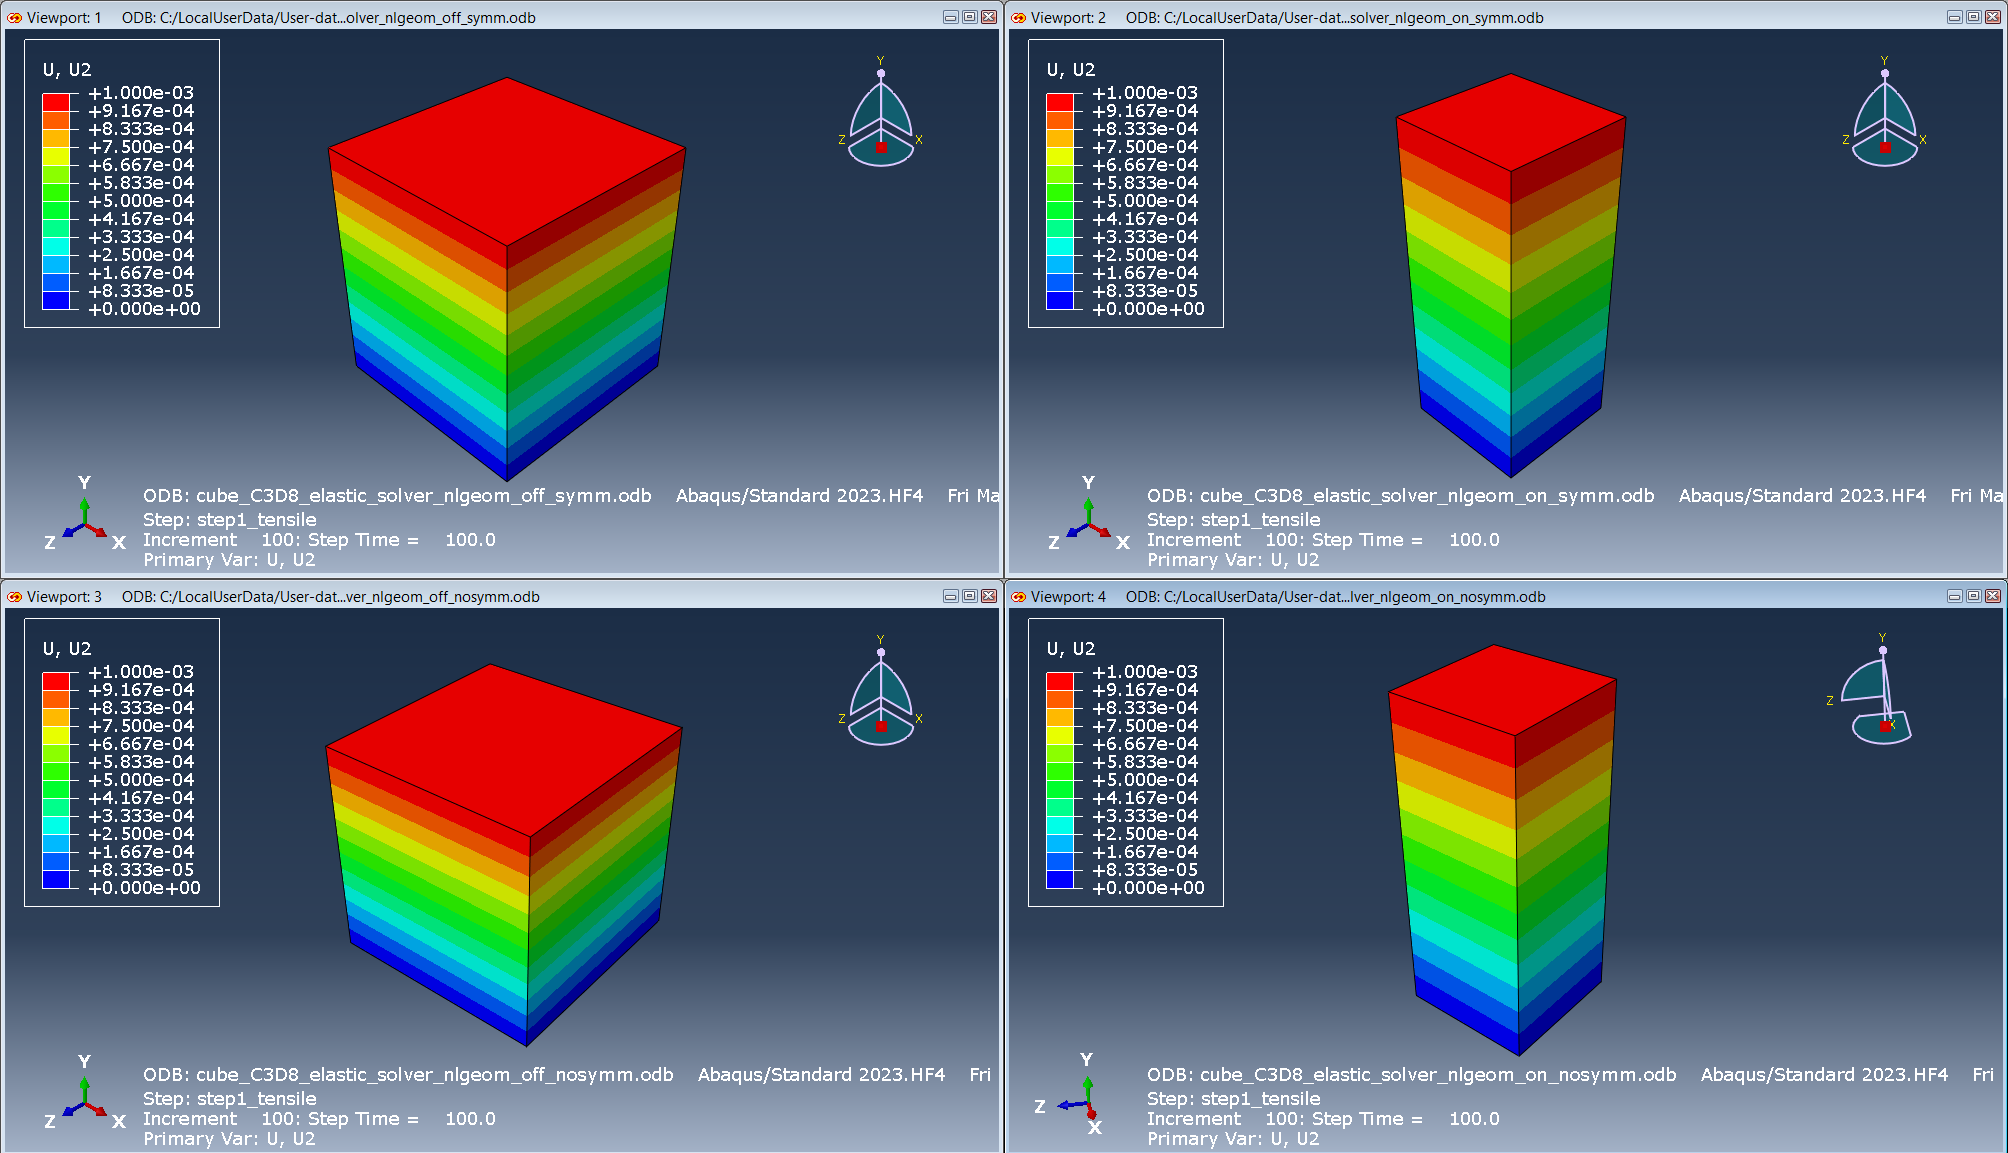 Viewport: 1 ODB: C:/LocalUserData/User-dat...olver_nlgeom_off_symm.odb
U, U2
+1.000e-03
+9.167e-04
+8.333e-04
+7.500e-04
+6.667e-04
+5.833e-04
+5.000e-04
+4.167e-04
+3.333e-04
+2.500e-04
+1.667e-04
+8.333e-05
+0.000e+00
Y
Z X
Y
Z X
ODB: cube_C3D8_elastic_solver_nlgeom_off_symm.odb Abaqus/Standard 2023.HF4 Fri Ma
Step: step1_tensile
Increment 100: Step Time = 100.0
Primary Var: U, U2
Viewport: 2 ODB: C:/LocalUserData/User-dat...solver_nlgeom_on_symm.odb
U, U2
+1.000e-03
+9.167e-04
+8.333e-04
+7.500e-04
+6.667e-04
+5.833e-04
+5.000e-04
+4.167e-04
+3.333e-04
+2.500e-04
+1.667e-04
+8.333e-05
+0.000e+00
Y
Z X
Y
Z X
ODB: cube_C3D8_elastic_solver_nlgeom_on_symm.odb Abaqus/Standard 2023.HF4 Fri Ma
Step: step1_tensile
Increment 100: Step Time = 100.0
Primary Var: U, U2
Viewport: 3 ODB: C:/LocalUserData/User-dat...ver_nlgeom_off_nosymm.odb
U, U2
+1.000e-03
+9.167e-04
+8.333e-04
+7.500e-04
+6.667e-04
+5.833e-04
+5.000e-04
+4.167e-04
+3.333e-04
+2.500e-04
+1.667e-04
+8.333e-05
+0.000e+00
Y
Z X
Y
Z X
ODB: cube_C3D8_elastic_solver_nlgeom_off_nosymm.odb Abaqus/Standard 2023.HF4 Fri
Step: step1_tensile
Increment 100: Step Time = 100.0
Primary Var: U, U2
Viewport: 4 ODB: C:/LocalUserData/User-dat...lver_nlgeom_on_nosymm.odb
U, U2
+1.000e-03
+9.167e-04
+8.333e-04
+7.500e-04
+6.667e-04
+5.833e-04
+5.000e-04
+4.167e-04
+3.333e-04
+2.500e-04
+1.667e-04
+8.333e-05
+0.000e+00
Y
Z X
Y
Z X
ODB: cube_C3D8_elastic_solver_nlgeom_on_nosymm.odb Abaqus/Standard 2023.HF4 Fri
Step: step1_tensile
Increment 100: Step Time = 100.0
Primary Var: U, U2